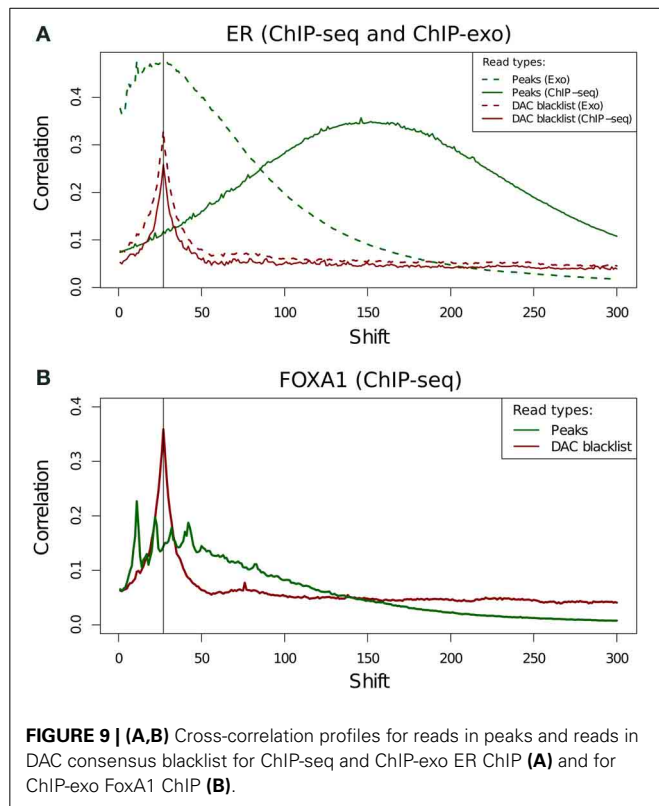 A
ER (ChIP-seq and ChIP-exo)
Read types:
Peaks (Exo)
Peaks (ChIP−seq)
DAC blacklist (Exo)
DAC blacklist (ChIP−seq)
Correlation
0.4
0.3
0.2
0.1
0.0
0 50 100 150 200 250 300
Shift
B
FOXA1 (ChIP-seq)
Read types:
Peaks
DAC blacklist
Correlation
0.4
0.3
0.2
0.1
0.0
0 50 100 150 200 250 300
Shift
FIGURE 9 | (A,B) Cross-correlation profiles for reads in peaks and reads in
DAC consensus blacklist for ChIP-seq and ChIP-exo ER ChIP (A) and for
ChIP-exo FoxA1 ChIP (B).